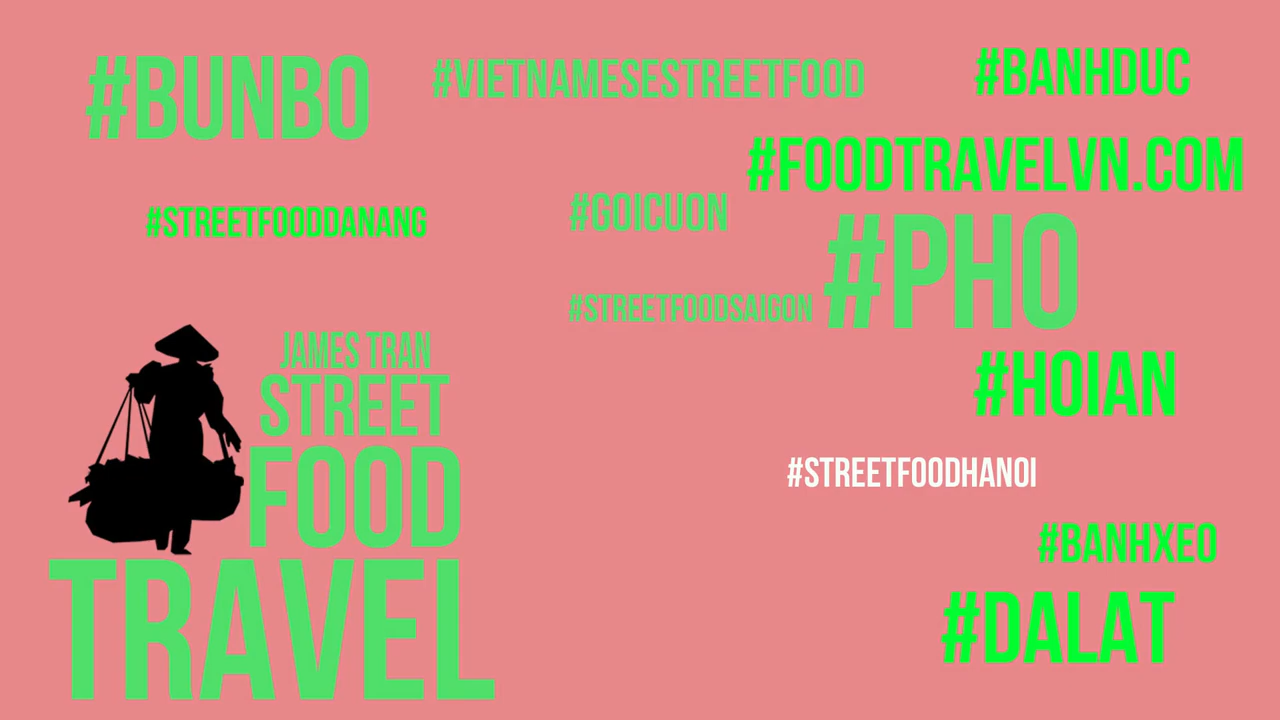 #BUNBO
#VIETNAMESESTREETFOOD
#BANHDUC
#FOODTRAVELVN.COM
#STREETFOODDANANG
#GOICUON
#PHO
#STREETFOODSAIGON
JAMES TRAN
STREET
FOOD
TRAVEL
#HOIAN
#STREETFOODHANOI
#BANHXEO
#DALAT